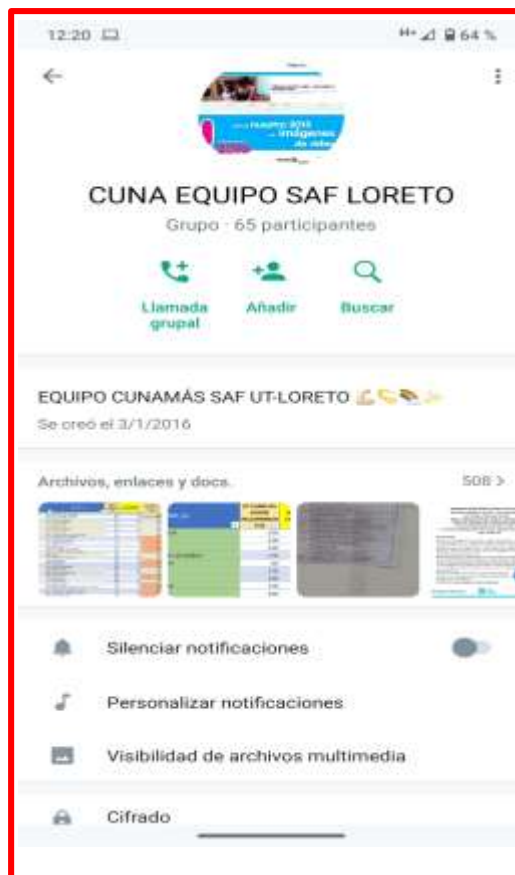 12:20 H+ 64 %
imágenes
CUNA EQUIPO SAF LORETO
Grupo · 65 participantes
Llamada grupal
Añadir
Buscar
EQUIPO CUNAMÁS SAF UT-LORETO
Se creó el 3/1/2016
Archivos, enlaces y docs. 508 >
Silenciar notificaciones
Personalizar notificaciones
Visibilidad de archivos multimedia
Cifrado